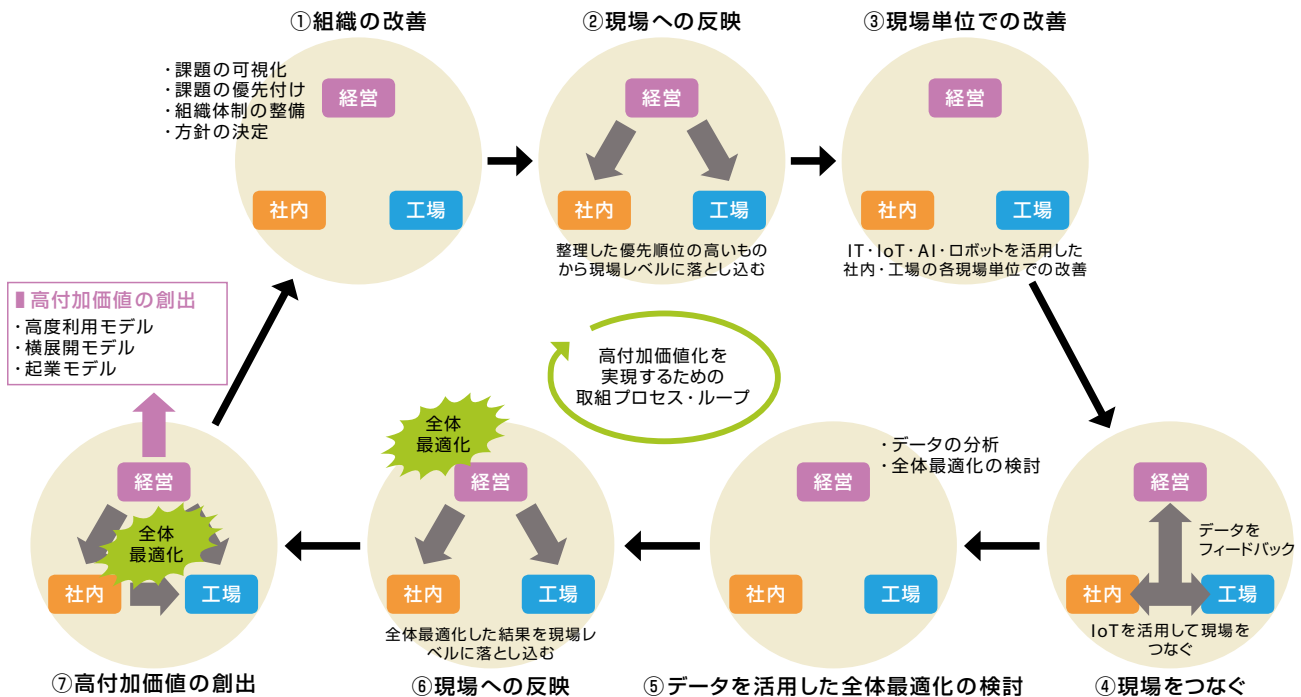 ①組織の改善
・課題の可視化
・課題の優先付け
・組織体制の整備
・方針の決定
経営
社内
工場
②現場への反映
経営
社内
工場
整理した優先順位の高いもの
から現場レベルに落とし込む
③現場単位での改善
経営
社内
工場
IT・IoT・AI・ロボットを活用した
社内・工場の各現場単位での改善
高付加価値化を
実現するための
取組プロセス・ループ
④現場をつなぐ
経営
データを
フィードバック
社内
工場
IoTを活用して現場を
つなぐ
⑤データを活用した全体最適化の検討
・データの分析
・全体最適化の検討
経営
社内
工場
⑥現場への反映
全体
最適化
経営
社内
工場
全体最適化した結果を現場レ
ベルに落とし込む
⑦高付加価値の創出
▮高付加価値の創出
・高度利用モデル
・横展開モデル
・起業モデル
経営
全体
最適化
社内
工場